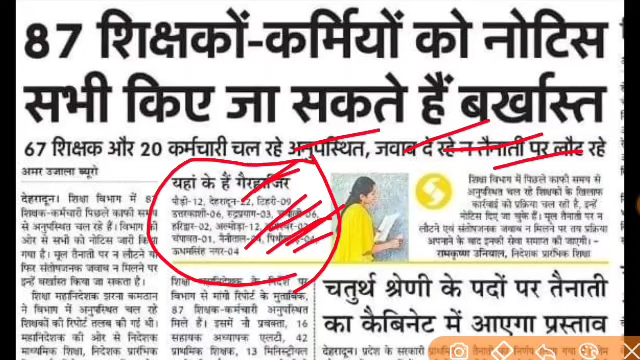 87 शिक्षकों-कर्मियों को नोटिस
सभी किए जा सकते हैं बर्खास्त
67 शिक्षक और 20 कर्मचारी चल रहे अनुपस्थित, जवाब दे रहे न तैनाती पर लौट रहे
अमर उजाला ब्यूरो
देहरादून। शिक्षा विभाग में 87
शिक्षक-कर्मचारी पिछले काफी समय
से अनुपस्थित चल रहे हैं। विभाग की
ओर से सभी को नोटिस जारी किया
गया है। मूल तैनाती पर न लौटने या
फिर संतोषजनक जवाब न मिलने पर
इन्हें बर्खास्त किया जा सकता है।
शिक्षा महानिदेशक झरना कमठान
ने विभाग में अनुपस्थित चल रहे
शिक्षकों की रिपोर्ट तलब की गई थी।
महानिदेशक की ओर से निदेशक
माध्यमिक शिक्षा, निदेशक प्रारंभिक
यहां के हैं गैरहाजिर
पौड़ी-12, देहरादून-22, टिहरी-09
उत्तरकाशी-06, रुद्रप्रयाग-03,
हरिद्वार-02, अल्मोड़ा-12,
चंपावत-01, नैनीताल-
ऊधमसिंह नगर-04
शिक्षा महानिदेशक के निर्देश पर
विभाग से मांगी रिपोर्ट के मुताबिक,
87 शिक्षक-कर्मचारी अनुपस्थित
मिले हैं। इसमें नौ प्रवक्ता, 16
सहायक अध्यापक एलटी, 42
प्राथमिक शिक्षक, 13 मिनिस्ट्रीयल
शिक्षा विभाग में पिछले काफी समय से
अनुपस्थित चल रहे शिक्षकों के खिलाफ
कार्रवाई की प्रक्रिया चल रही है, इन्हें
नोटिस दिए जा चुके हैं। मूल तैनाती पर न
लौटने एवं संतोषजनक जवाब न मिलने पर तय प्रक्रिया
अपनाने के बाद इनकी सेवा समाप्त की जाएगी।-
रामकृष्ण उनियाल, निदेशक प्रारंभिक शिक्षा
चतुर्थ श्रेणी के पदों पर तैनाती
का कैबिनेट में आएगा प्रस्ताव
देहरादून। प्रदेश के सरकारी